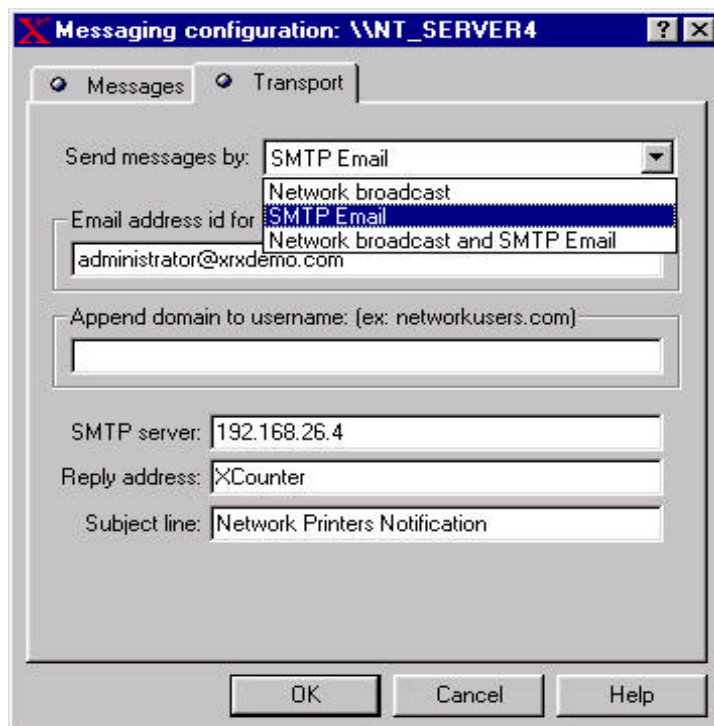 X Messaging configuration: \\NT_SERVER4 ? X
Messages Transport
Send messages by: SMTP Email
Network broadcast
SMTP Email
Network broadcast and SMTP Email
Email address id for
administrator@xrxdemo.com
Append domain to username: (ex: networkusers.com)
SMTP server: 192.168.26.4
Reply address: XCounter
Subject line: Network Printers Notification
OK Cancel Help